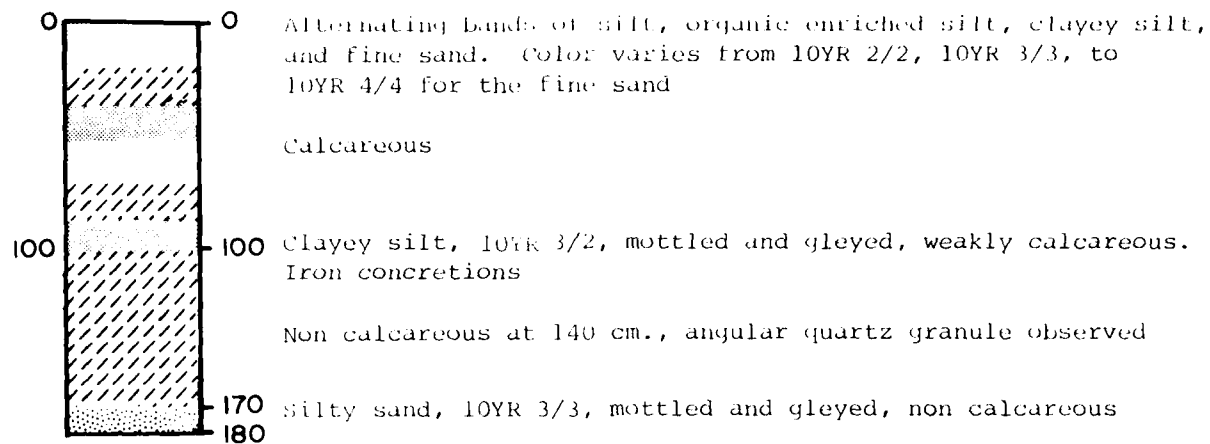 0 0 Alternating bands of silt, organic enriched silt, clayey silt,
and fine sand. Color varies from 10YR 2/2, 10YR 3/3, to
10YR 4/4 for the fine sand
Calcareous
100 100 Clayey silt, 10YR 3/2, mottled and gleyed, weakly calcareous.
Iron concretions
Non calcareous at 140 cm., angular quartz granule observed
170 Silty sand, 10YR 3/3, mottled and gleyed, non calcareous
180